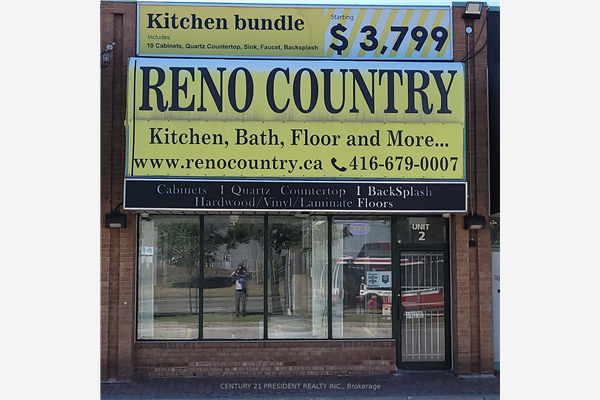 Kitchen bundle
Starting
Includes:
$ 3,799
10 Cabinets, Quartz Countertop, Sink, Faucet, Backsplash
RENO COUNTRY
Kitchen, Bath, Floor and More...
www.renocountry.ca 416-679-0007
Cabinets I Quartz Countertop I BackSplash
Hardwood/Vinyl/Laminate Floors
UNIT
2
CENTURY 21 PRESIDENT REALTY INC., Brokerage